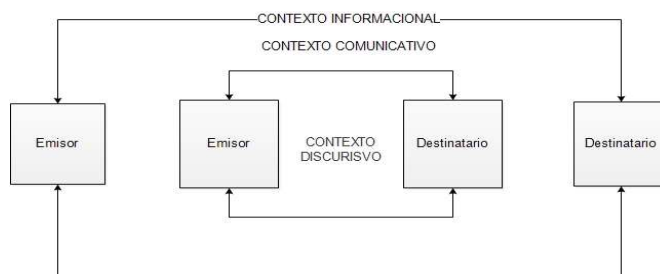 CONTEXTO INFORMACIONAL
CONTEXTO COMUNICATIVO
Emisor
Emisor
CONTEXTO
DISCURISVO
Destinatario
Destinatario